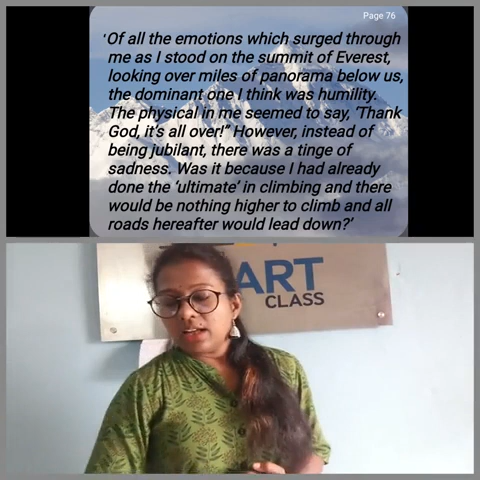 Page 76
'Of all the emotions which surged through
me as I stood on the summit of Everest,
looking over miles of panorama below us,
the dominant one I think was humility.
The physical in me seemed to say, 'Thank
God, it's all over!" However, instead of
being jubilant, there was a tinge of
sadness. Was it because I had already
done the 'ultimate' in climbing and there
would be nothing higher to climb and all
roads hereafter would lead down?'
ART
CLASS